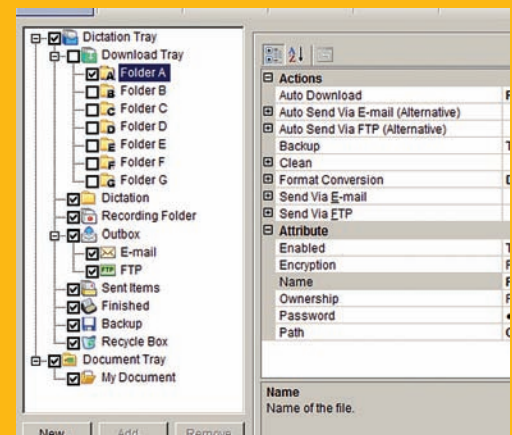 Dictation Tray
Download Tray
A Folder A
B Folder B
C Folder C
D Folder D
E Folder E
F Folder F
G Folder G
Dictation
Recording Folder
Outbox
E-mail
FTP FTP
Sent Items
Finished
Backup
Recycle Box
Document Tray
My Document
New...
Add...
Remove
Actions
Auto Download
Auto Send Via E-mail (Alternative)
Auto Send Via FTP (Alternative)
Backup
Clean
Format Conversion
Send Via E-mail
Send Via FTP
Attribute
Enabled
Encryption
Name
Ownership
Password
Path
Name
Name of the file.